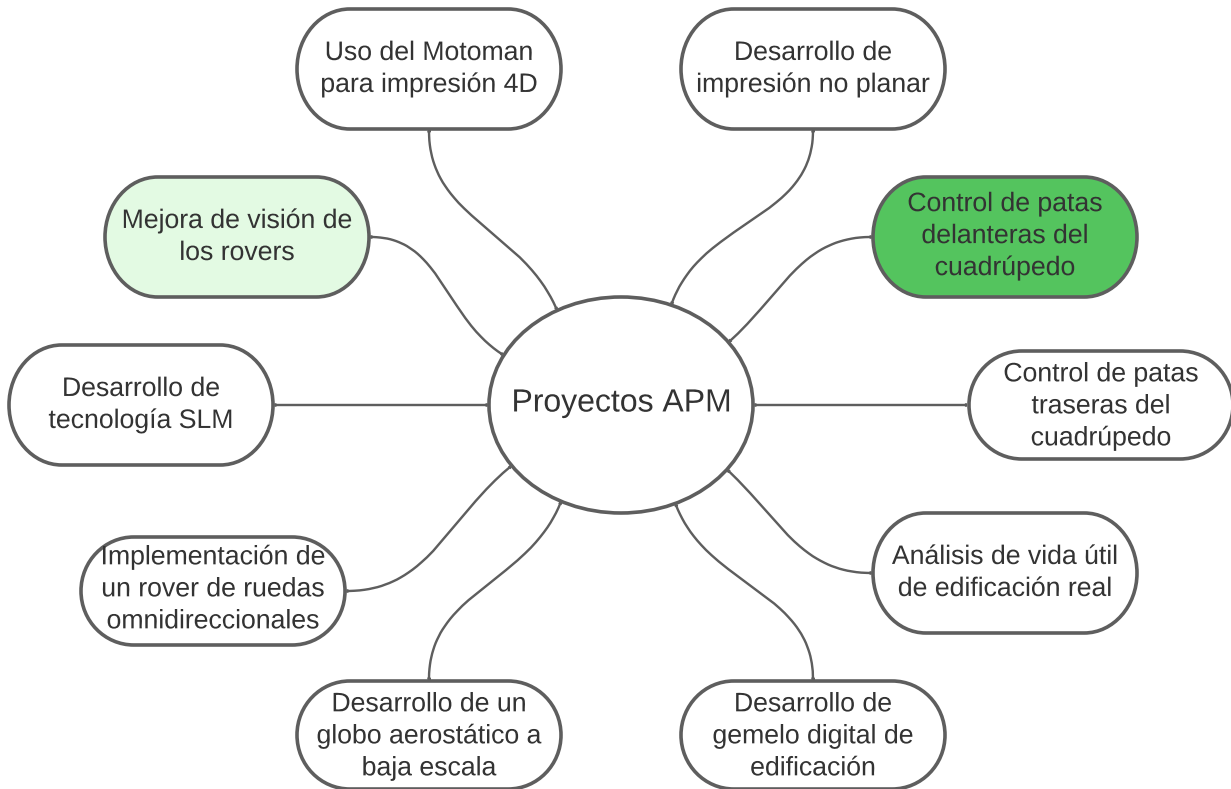 Uso del Motoman
para impresión 4D
Desarrollo de
impresión no planar
Mejora de visión de
los rovers
Control de patas
delanteras del
cuadrúpedo
Desarrollo de
tecnología SLM
Proyectos APM
Control de patas
traseras del
cuadrúpedo
Implementación de
un rover de ruedas
omnidireccionales
Análisis de vida útil
de edificación real
Desarrollo de un
globo aerostático a
baja escala
Desarrollo de
gemelo digital de
edificación